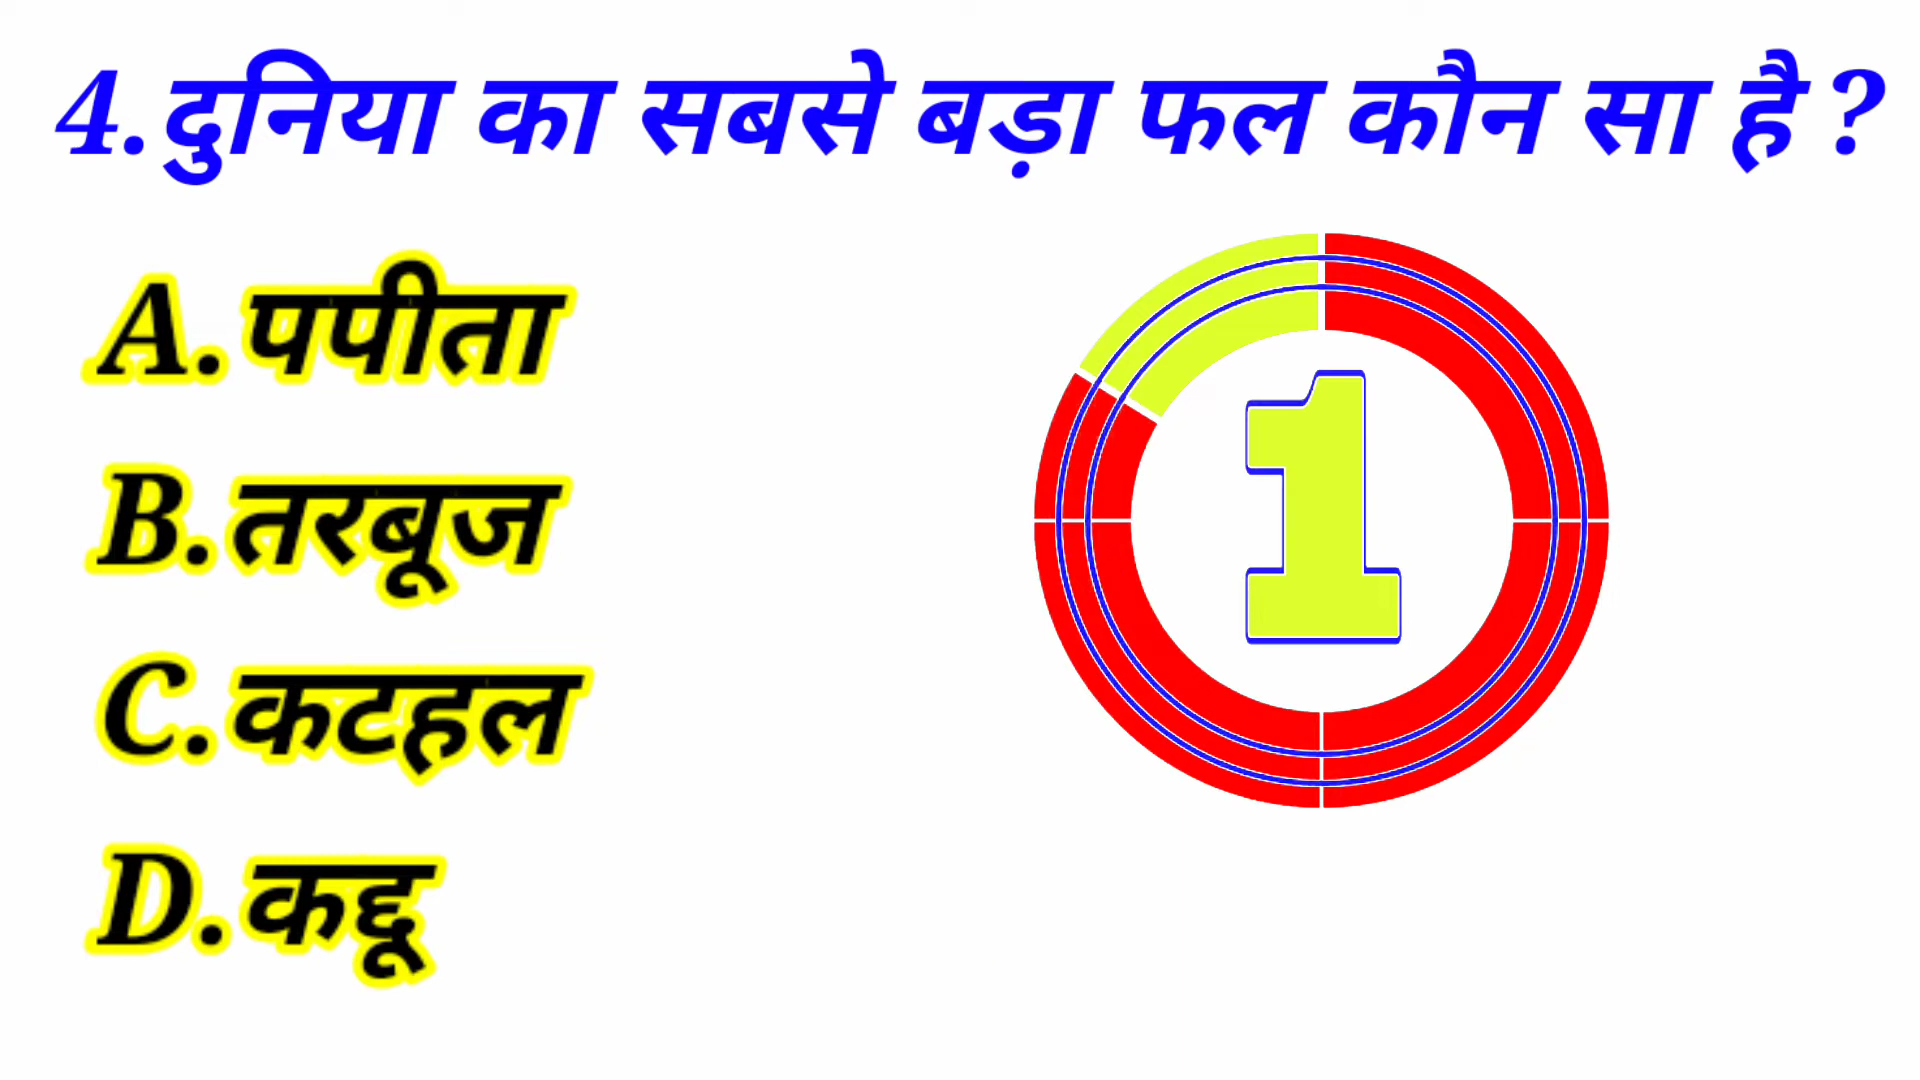 4.दुनिया का सबसे बड़ा फल कौन सा है ?
A.पपीता
B.तरबूज
C.कटहल
D.कद्दू
1